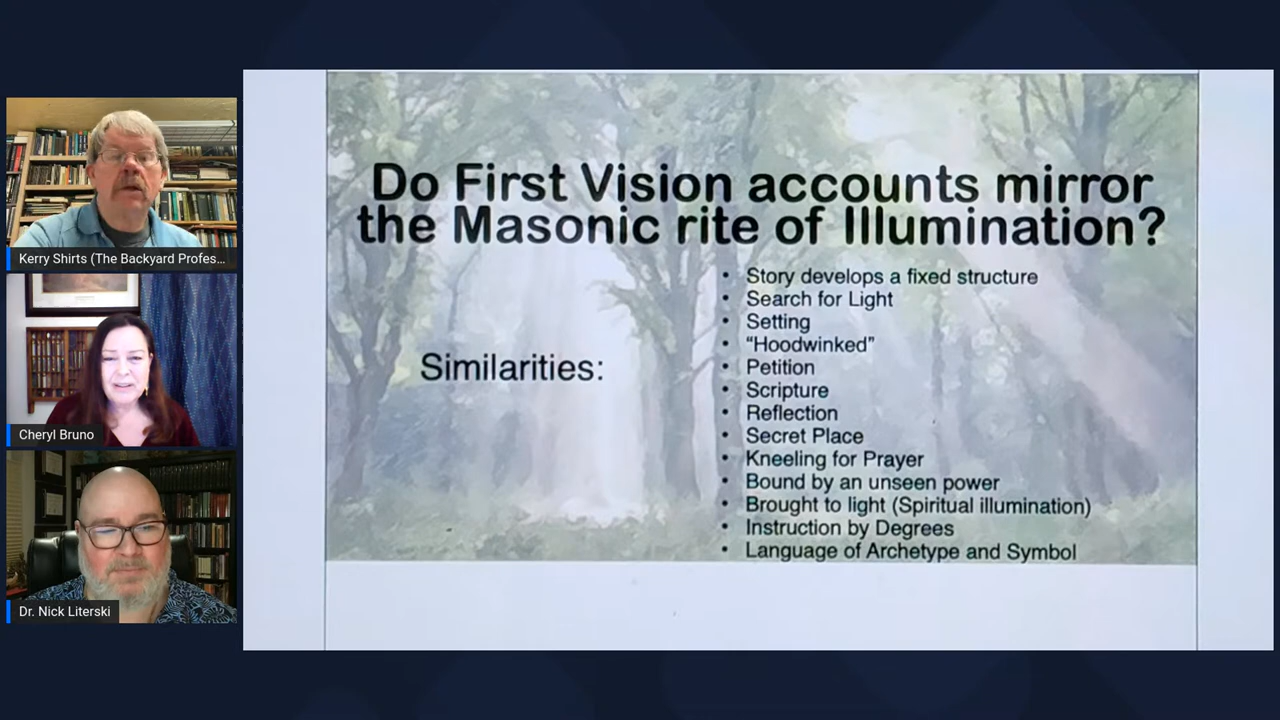 Kerry Shirts (The Backyard Profes...
Cheryl Bruno
Dr. Nick Literski
Do First Vision accounts mirror
the Masonic rite of Illumination?
Similarities:
• Story develops a fixed structure
• Search for Light
• Setting
• “Hoodwinked”
• Petition
• Scripture
• Reflection
• Secret Place
• Kneeling for Prayer
• Bound by an unseen power
• Brought to light (Spiritual illumination)
• Instruction by Degrees
• Language of Archetype and Symbol